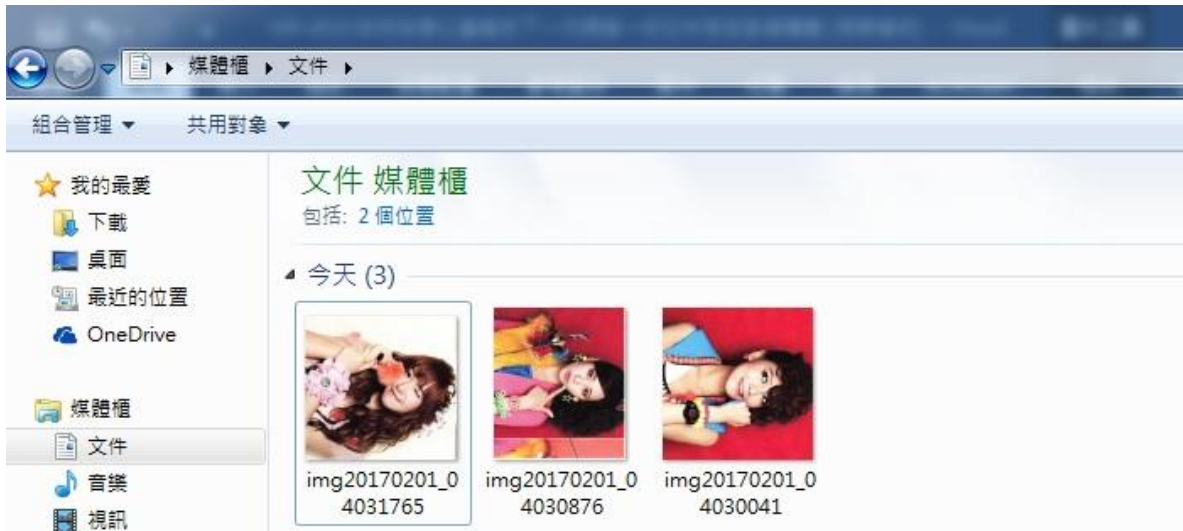 媒體櫃 ▸ 文件 ▸
組合管理 ▼ 共用對象 ▼
我的最愛
下載
桌面
最近的位置
OneDrive
媒體櫃
文件
音樂
視訊
文件 媒體櫃
包括: 2 個位置
今天 (3)
img20170201_0
4031765
img20170201_0
4030876
img20170201_0
4030041